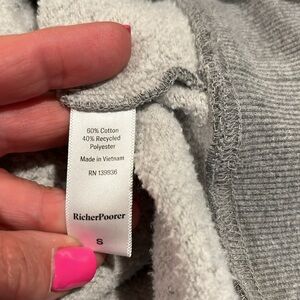 60% Cotton
40% Recycled
Polyester
Made in Vietnam
RN 139936
RicherPoorer
S